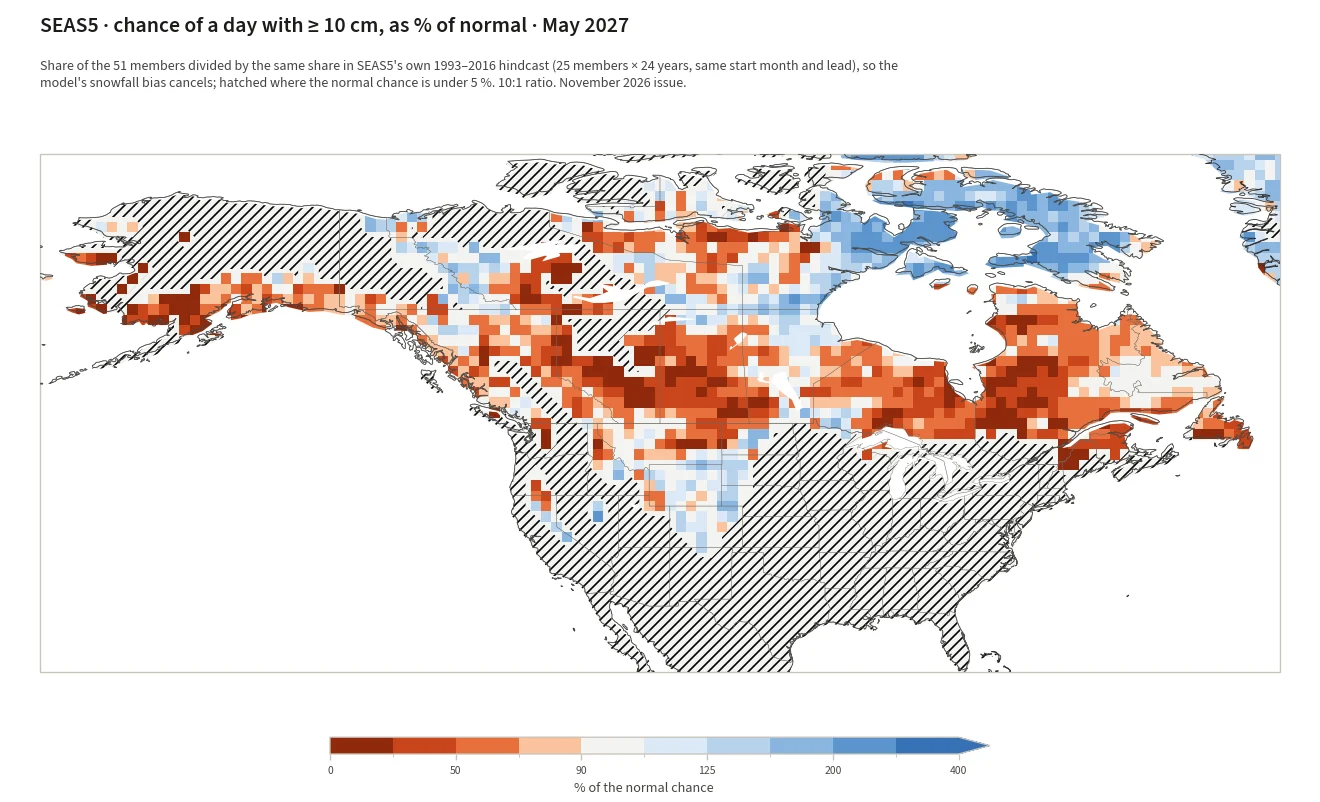 SEAS5 · chance of a day with ≥ 10 cm, as % of normal · May 2027
Share of the 51 members divided by the same share in SEAS5's own 1993–2016 hindcast (25 members × 24 years, same start month and lead), so the
model's snowfall bias cancels; hatched where the normal chance is under 5 %. 10:1 ratio. November 2026 issue.
0 50 90 125 200 400
% of the normal chance